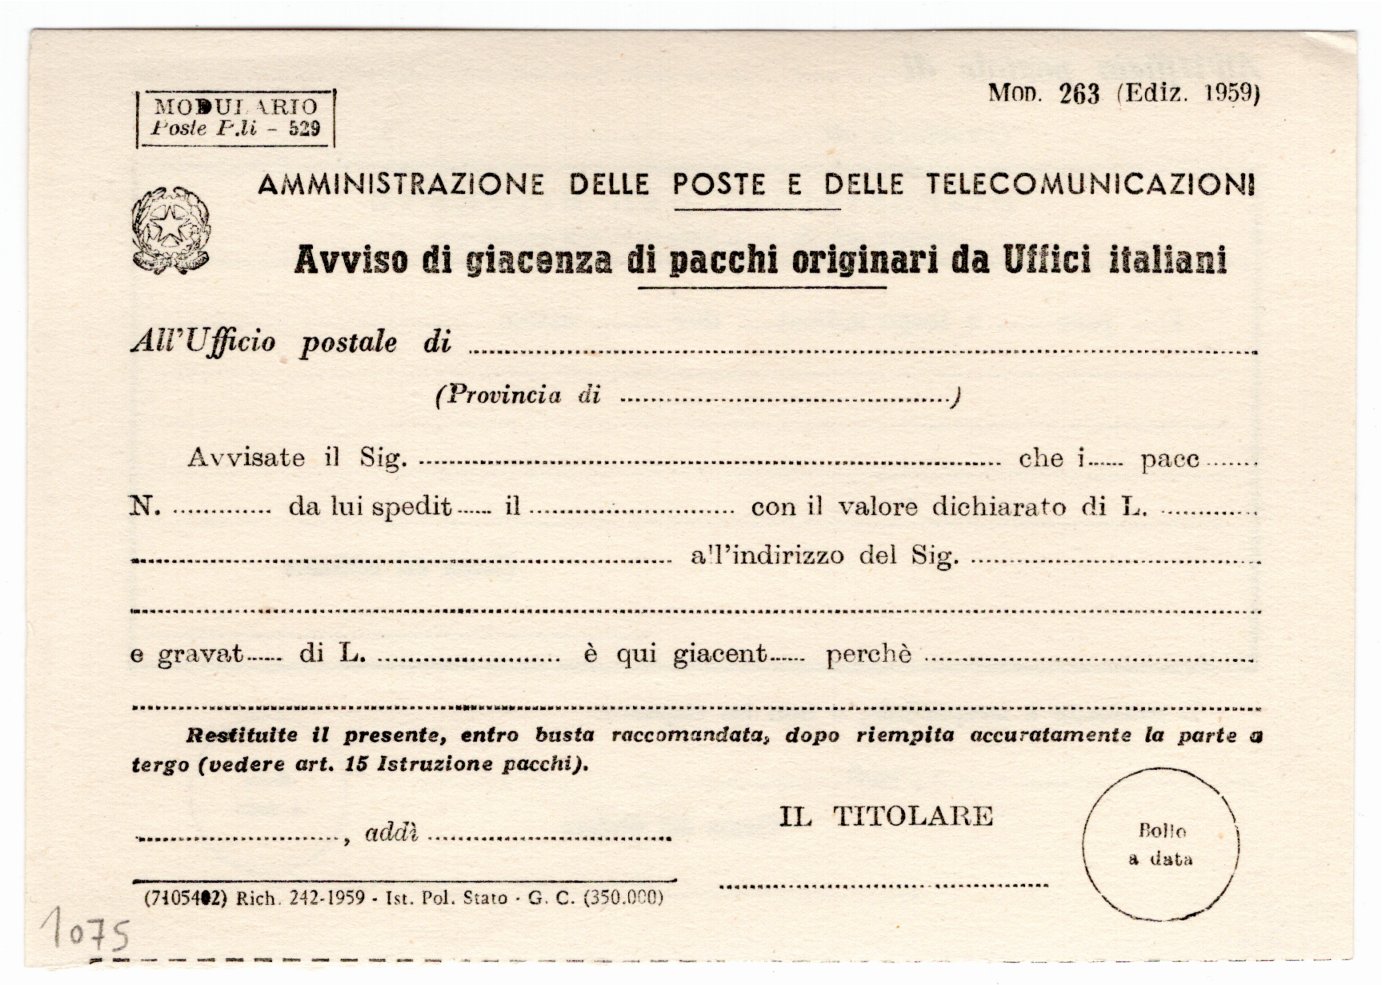 MODULARIO
Poste P.li - 529
Mod. 263 (Ediz. 1959)
AMMINISTRAZIONE DELLE POSTE E DELLE TELECOMUNICAZIONI
Avviso di giacenza di pacchi originari da Uffici italiani
All'Ufficio postale di ....................
(Provincia di ....................)
Avvisate il Sig. .................... che i...... pacc.......
N. ............. da lui spedit...... il .................... con il valore dichiarato di L. .............
.................... all'indirizzo del Sig. ....................
e gravat...... di L. .................... è qui giacent...... perchè ....................
Restituite il presente, entro busta raccomandata, dopo riempita accuratamente la parte a
tergo (vedere art. 15 Istruzione pacchi).
...................., addì ....................
IL TITOLARE
Bollo
a data
(7105402) Rich. 242-1959 - Ist. Pol. Stato - G. C. (350.000)
1075